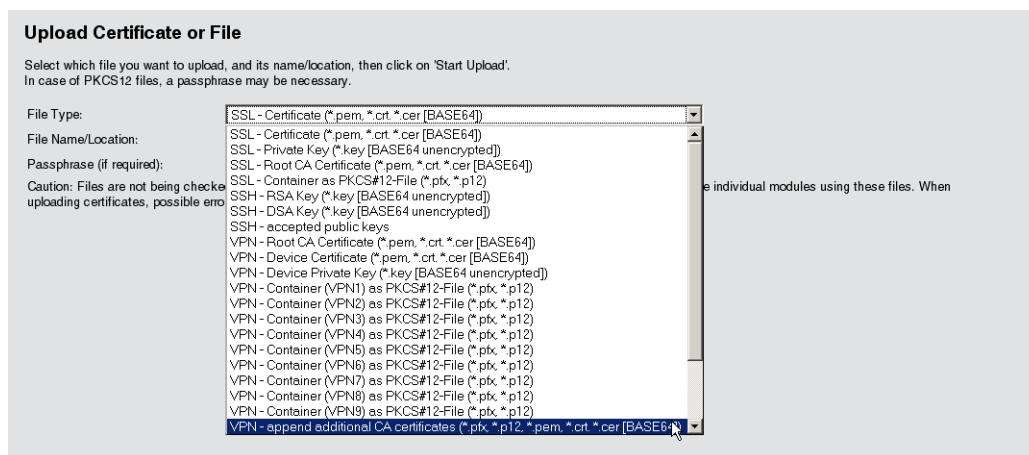 Upload Certificate or File
Select which file you want to upload, and its name/location, then click on 'Start Upload'.
In case of PKCS12 files, a passphrase may be necessary.
File Type:
SSL - Certificate (*.pem, *.crt. *.cer [BASE64])
File Name/Location:
Passphrase (if required):
Caution: Files are not being checke
e individual modules using these files. When
uploading certificates, possible erro
SSL - Certificate (*.pem, *.crt. *.cer [BASE64])
SSL - Private Key (*.key [BASE64 unencrypted])
SSL - Root CA Certificate (*.pem, *.crt. *.cer [BASE64])
SSL - Container as PKCS#12-File (*.pfx, *.p12)
SSH - RSA Key (*.key [BASE64 unencrypted])
SSH - DSA Key (*.key [BASE64 unencrypted])
SSH - accepted public keys
VPN - Root CA Certificate (*.pem, *.crt. *.cer [BASE64])
VPN - Device Certificate (*.pem, *.crt. *.cer [BASE64])
VPN - Device Private Key (*.key [BASE64 unencrypted])
VPN - Container (VPN1) as PKCS#12-File (*.pfx, *.p12)
VPN - Container (VPN2) as PKCS#12-File (*.pfx, *.p12)
VPN - Container (VPN3) as PKCS#12-File (*.pfx, *.p12)
VPN - Container (VPN4) as PKCS#12-File (*.pfx, *.p12)
VPN - Container (VPN5) as PKCS#12-File (*.pfx, *.p12)
VPN - Container (VPN6) as PKCS#12-File (*.pfx, *.p12)
VPN - Container (VPN7) as PKCS#12-File (*.pfx, *.p12)
VPN - Container (VPN8) as PKCS#12-File (*.pfx, *.p12)
VPN - Container (VPN9) as PKCS#12-File (*.pfx, *.p12)
VPN - append additional CA certificates (*.pfx, *.p12, *.pem, *.crt. *.cer [BASE64])